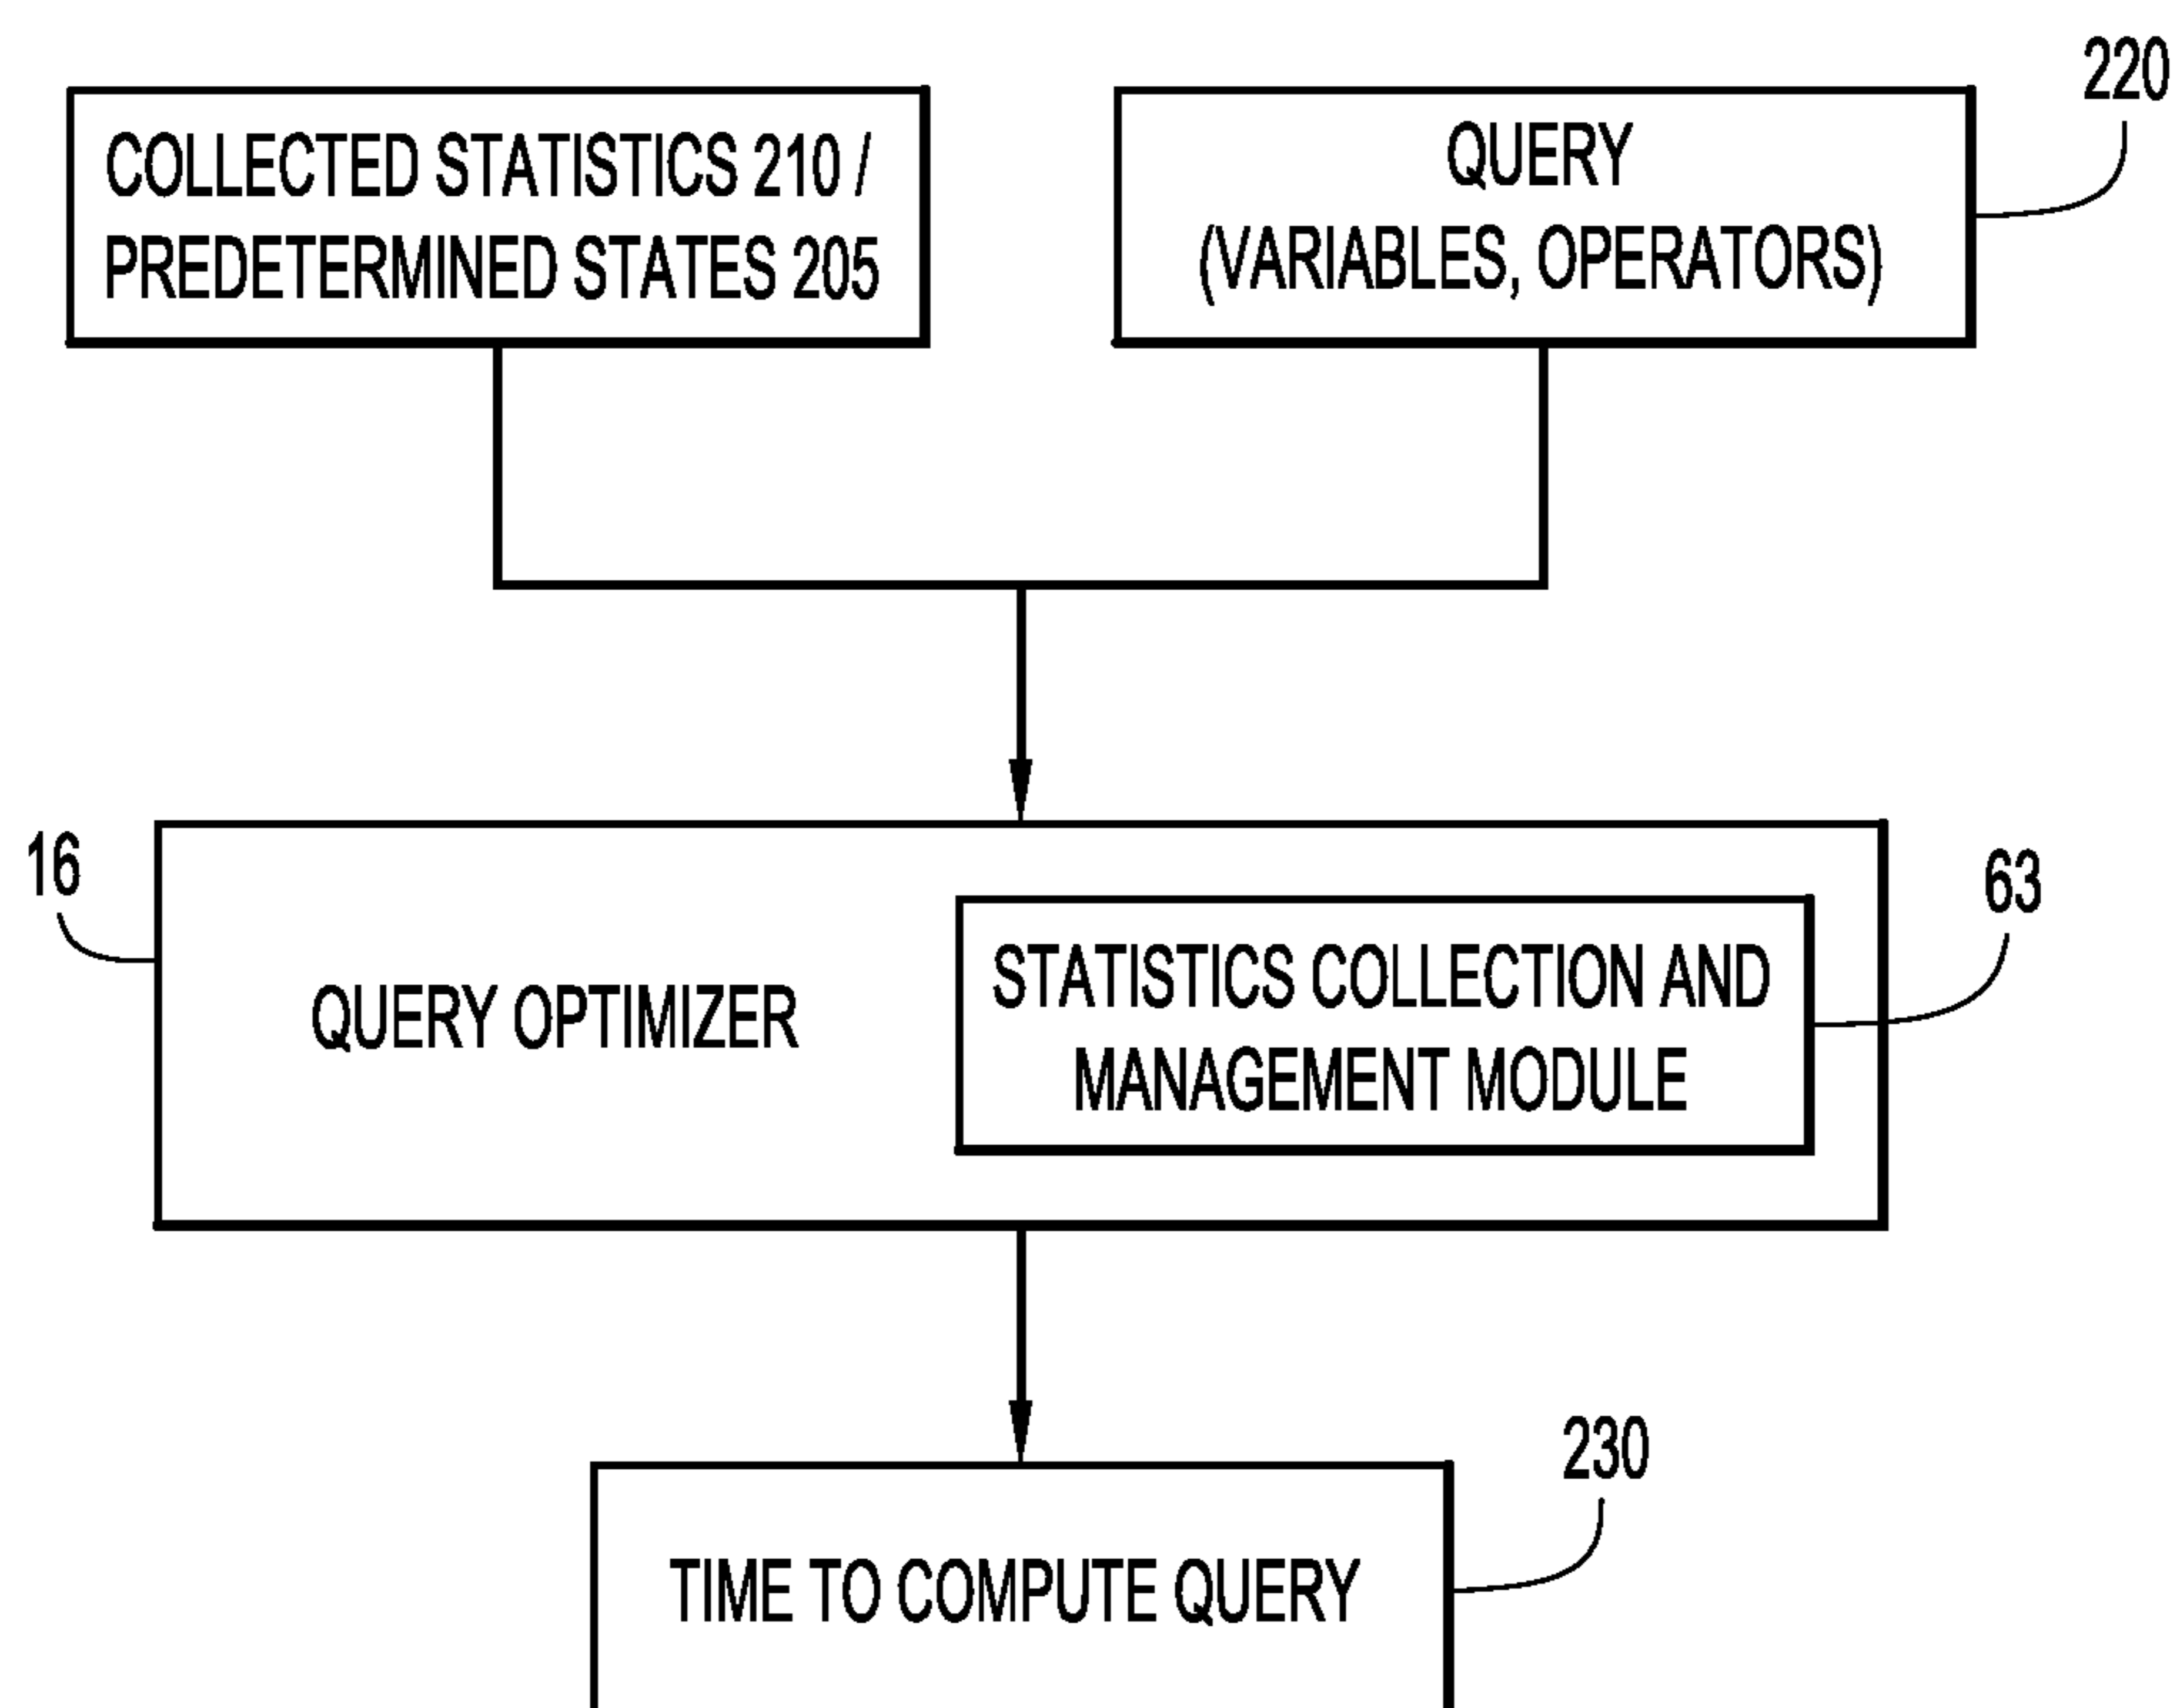 220
COLLECTED STATISTICS 210 /
PREDETERMINED STATES 205
QUERY
(VARIABLES, OPERATORS)
16
63
QUERY OPTIMIZER
STATISTICS COLLECTION AND
MANAGEMENT MODULE
230
TIME TO COMPUTE QUERY